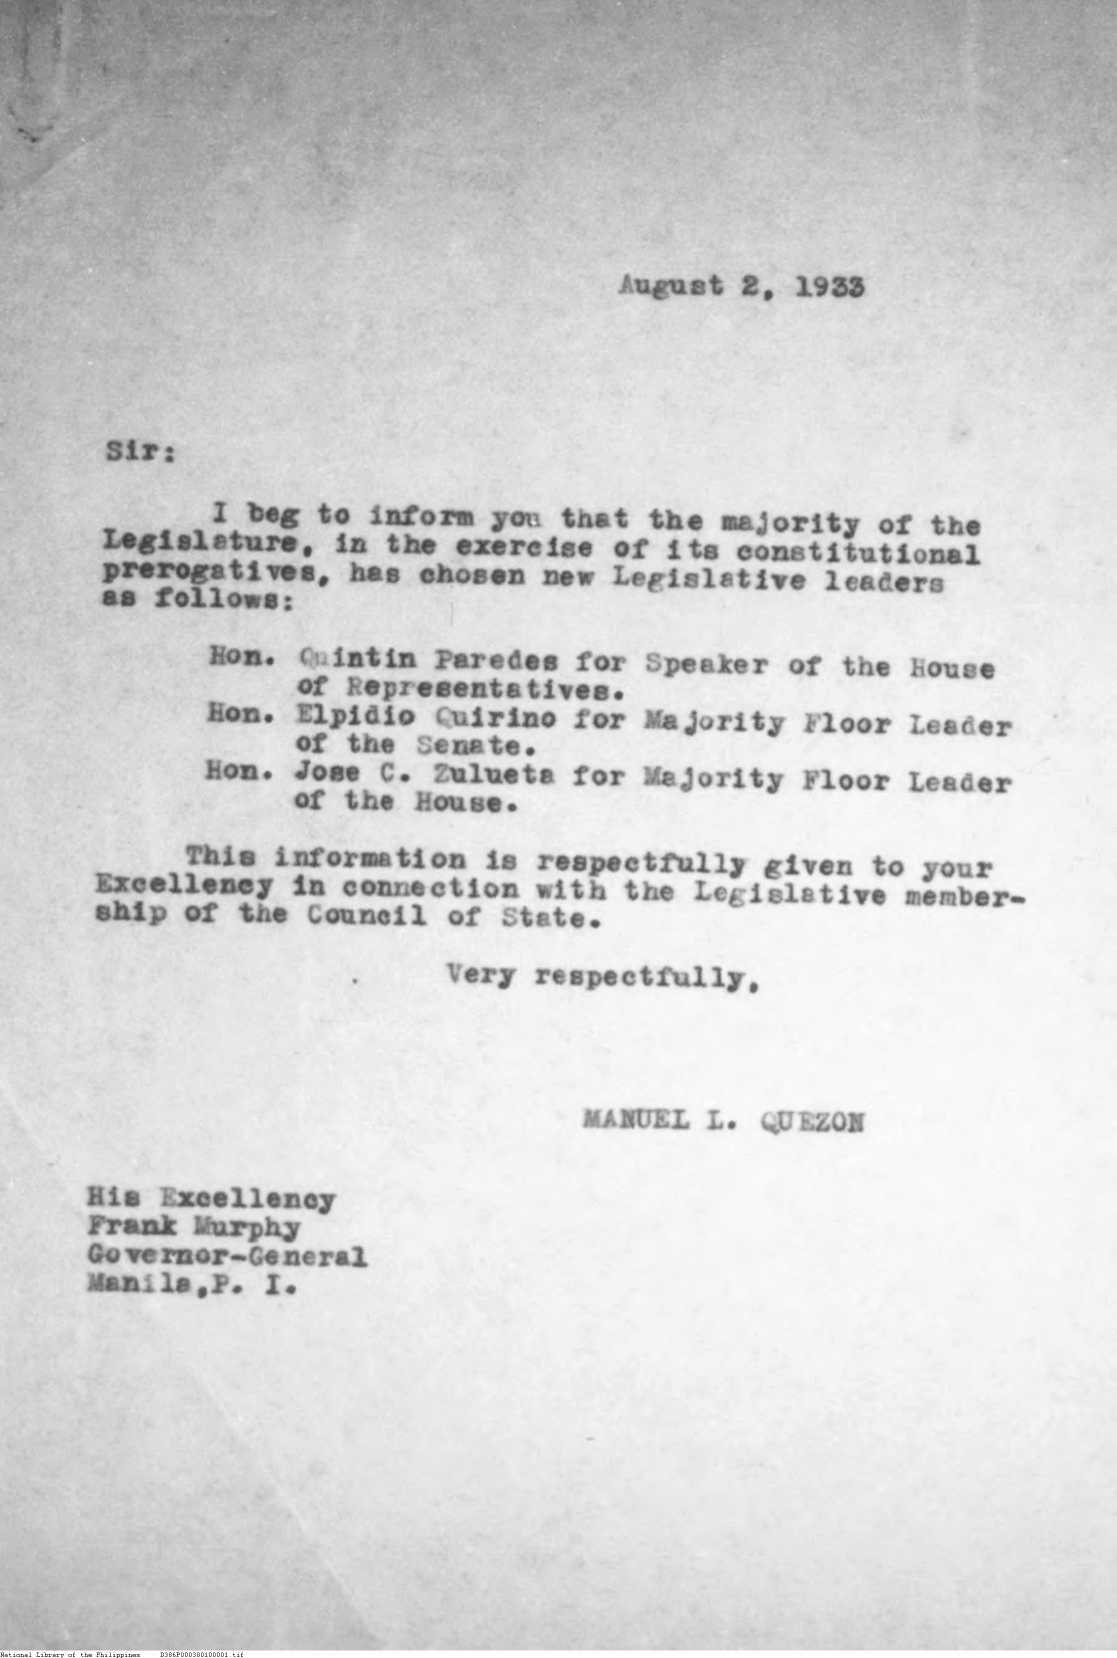 August 2, 1933
Sir:
I beg to inform you that the majority of the
Legislature, in the exercise of its constitutional
prerogatives, has chosen new Legislative leaders
as follows:
Hon. Quintin Paredes for Speaker of the House
of Representatives.
Hon. Elpidio Quirino for Majority Floor Leader
of the Senate.
Hon. Jose C. Zulueta for Majority Floor Leader
of the House.
This information is respectfully given to your
Excellency in connection with the Legislative member-
ship of the Council of State.
Very respectfully,
MANUEL L. QUEZON
His Excellency
Frank Murphy
Governor-General
Manila,P. I.
National Library of the Philippines D386P000380100001.tif